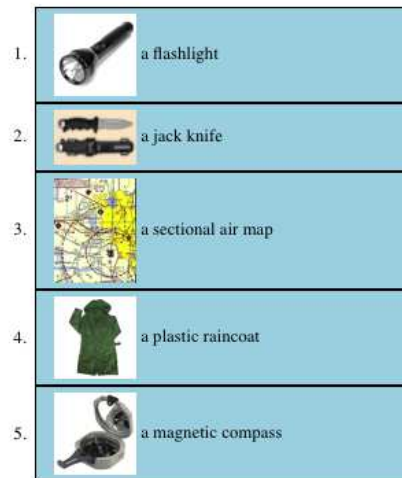 1. a flashlight
2. a jack knife
3. a sectional air map
4. a plastic raincoat
5. a magnetic compass